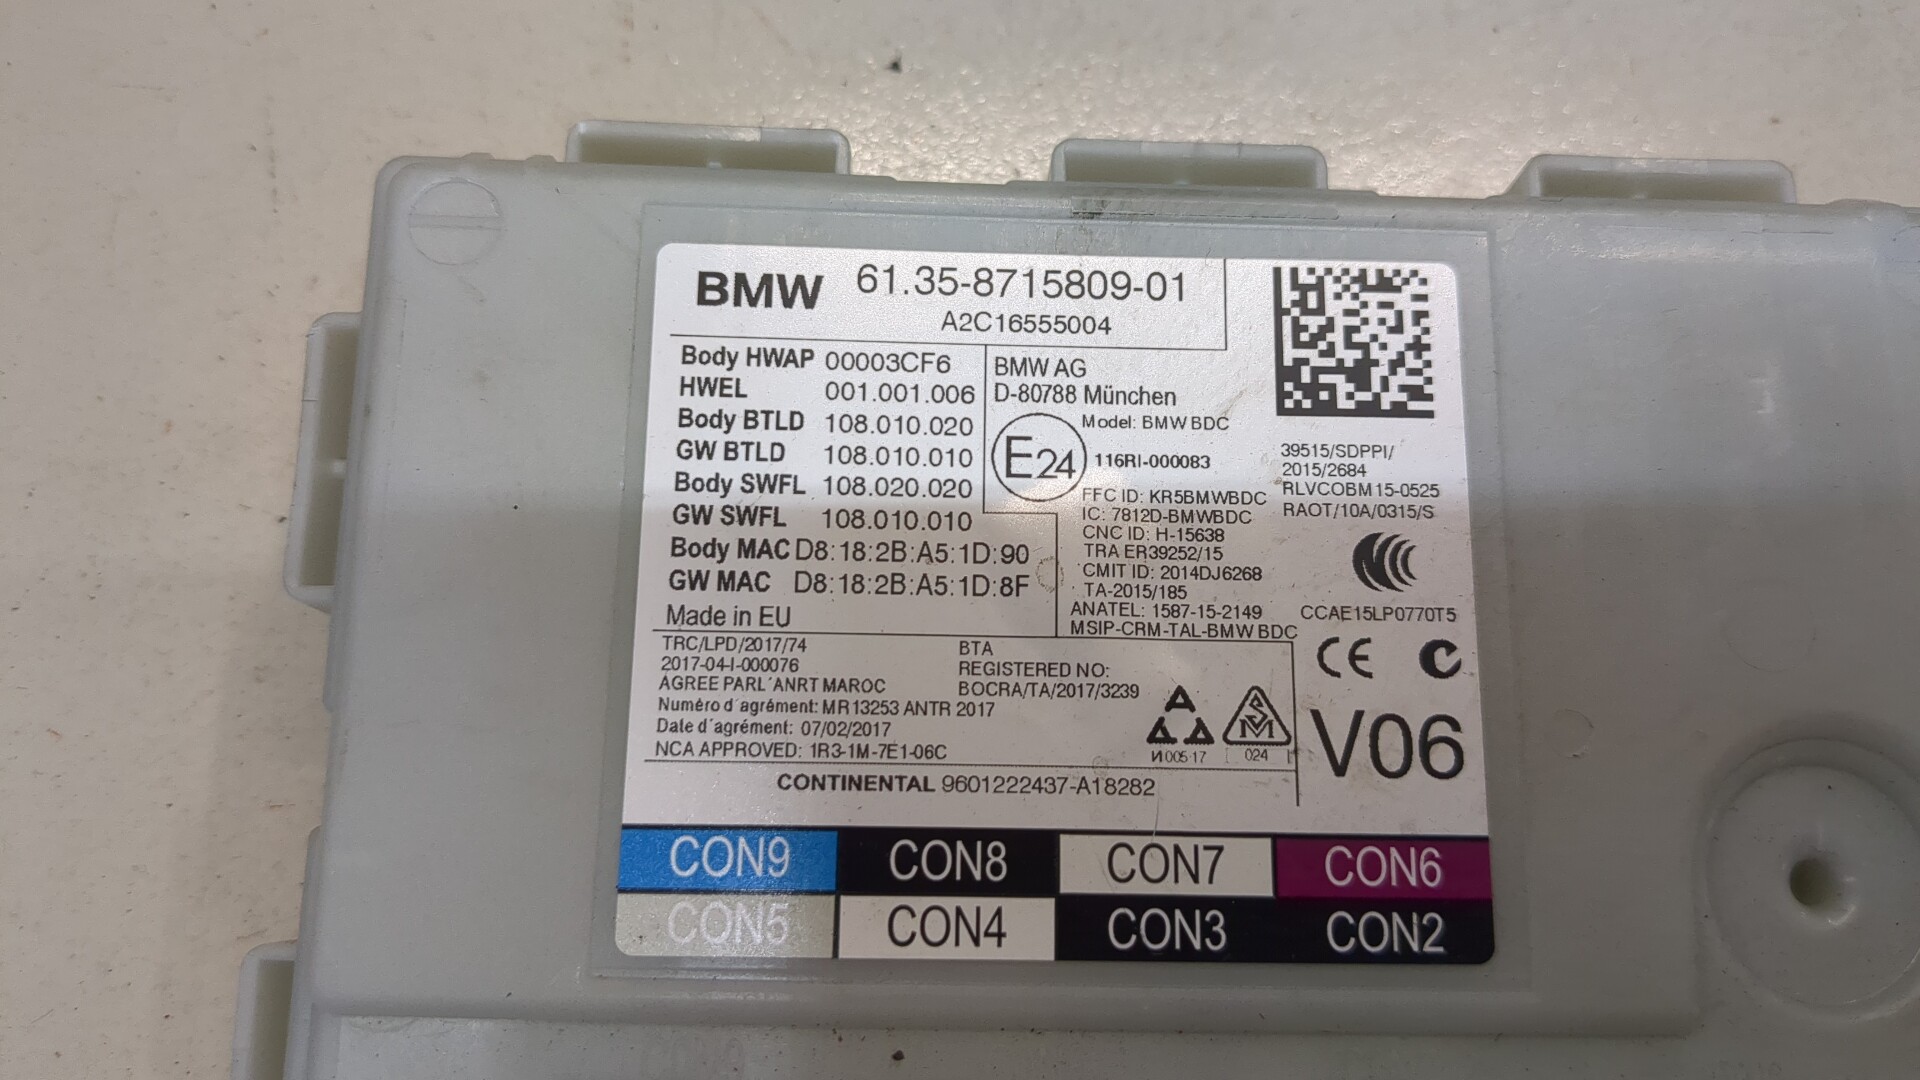 BMW 61.35-8715809-01
A2C16555004
Body HWAP 00003CF6
HWEL 001.001.006
Body BTLD 108.010.020
GW BTLD 108.010.010
Body SWFL 108.020.020
GW SWFL 108.010.010
Body MAC D8:18:2B:A5:1D:90
GW MAC D8:18:2B:A5:1D:8F
Made in EU
BMW AG
D-80788 München
Model: BMW BDC
E24
116RI-000083
FFC ID: KR5BMWBDC
IC: 7812D-BMWBDC
CNC ID: H-15638
TRA ER39252/15
CMIT ID: 2014DJ6268
TA-2015/185
ANATEL: 1587-15-2149
MSIP-CRM-TAL-BMW BDC
39515/SDPPI/
2015/2684
RLVCOBM15-0525
RAOT/10A/0315/S
CCAE15LP0770T5
CE
TRC/LPD/2017/74
2017-04-I-000076
AGREE PARL´ANRT MAROC
Numéro d´agrément: MR 13253 ANTR 2017
Date d´agrément: 07/02/2017
NCA APPROVED: 1R3-1M-7E1-06C
BTA
REGISTERED NO:
BOCRA/TA/2017/3239
И005 17
024
V06
CONTINENTAL 9601222437-A18282
CON9 CON8 CON7 CON6
CON5 CON4 CON3 CON2